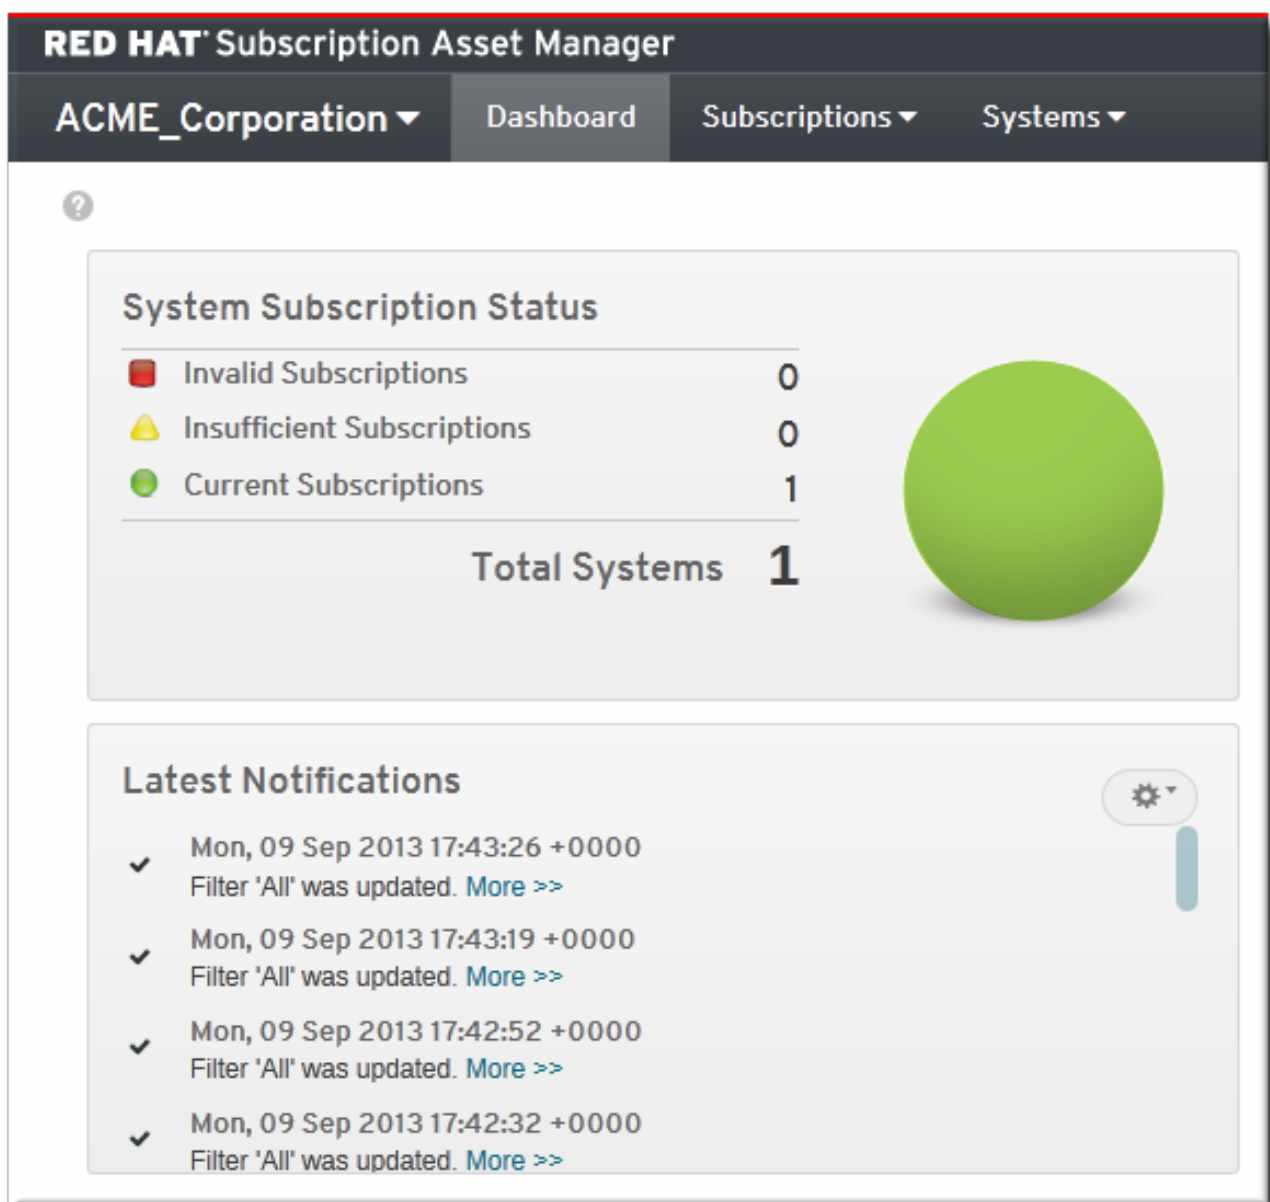 RED HAT Subscription Asset Manager
ACME_Corporation Dashboard Subscriptions Systems
?
System Subscription Status
Invalid Subscriptions 0
Insufficient Subscriptions 0
Current Subscriptions 1
Total Systems 1
Latest Notifications
Mon, 09 Sep 2013 17:43:26 +0000
Filter 'All' was updated. More >>
Mon, 09 Sep 2013 17:43:19 +0000
Filter 'All' was updated. More >>
Mon, 09 Sep 2013 17:42:52 +0000
Filter 'All' was updated. More >>
Mon, 09 Sep 2013 17:42:32 +0000
Filter 'All' was updated. More >>